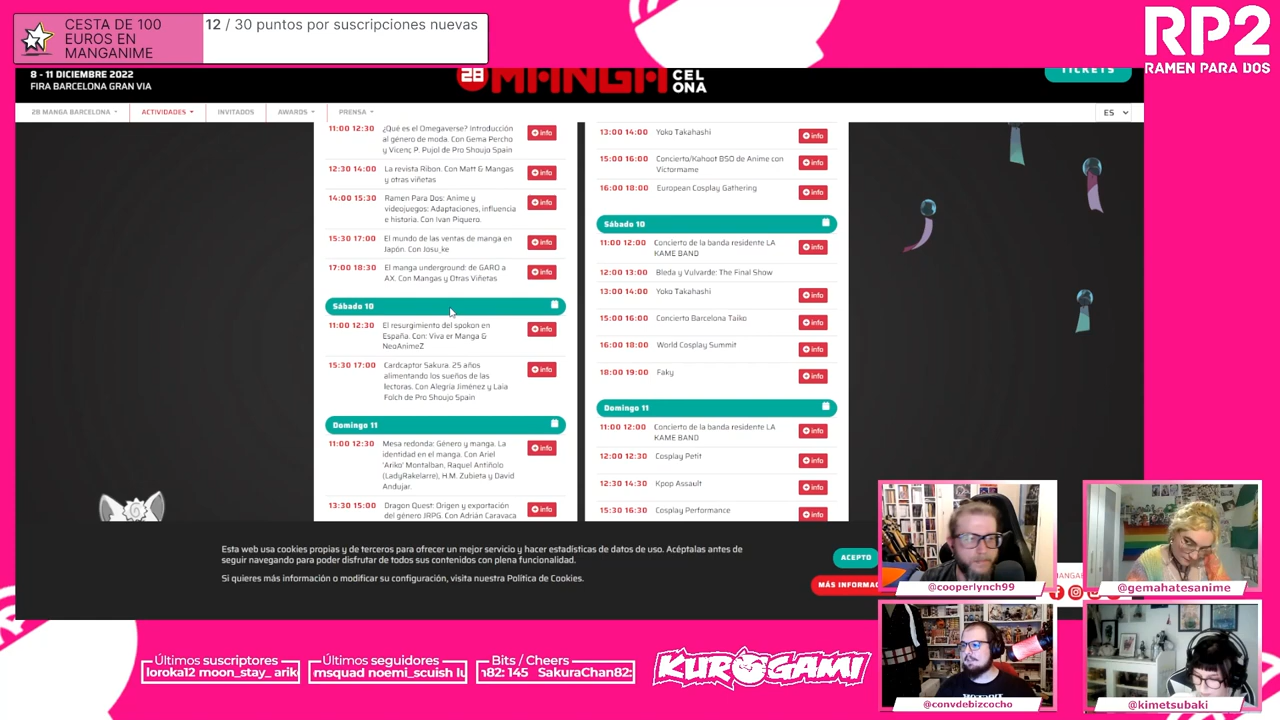 CESTA DE 100
EUROS EN
MANGANIME
12 / 30 puntos por suscripciones nuevas
RP2
RAMEN PARA DOS
8 - 11 DICIEMBRE 2022
FIRA BARCELONA GRAN VIA
28 MANGA
CEL
ONA
TICKETS
28 MANGA BARCELONA
ACTIVIDADES
INVITADOS
AWARDS
PRENSA
ES
11:00 12:30 ¿Qué es el Omegaverse? Introducción
al género de moda. Con Gema Percho
y Vicenç P. Pujol de Pro Shoujo Spain
info
12:30 14:00 La revista Ribon. Con Matt & Mangas
y otras viñetas
info
14:00 15:30 Ramen Para Dos: Anime y
videojuegos: Adaptaciones, influencia
e historia. Con Ivan Piquero.
info
15:30 17:00 El mundo de las ventas de manga en
Japón. Con Josu_ke
info
17:00 18:30 El manga underground: de GARO a
AX. Con Mangas y Otras Viñetas
info
Sábado 10
11:00 12:30 El resurgimiento del spokon en
España. Con: Viva er Manga &
NeoAnimeZ
info
15:30 17:00 Cardcaptor Sakura. 25 años
alimentando los sueños de las
lectoras. Con Alegría Jiménez y Laia
Folch de Pro Shoujo Spain
info
Domingo 11
11:00 12:30 Mesa redonda: Género y manga. La
identidad en el manga. Con Ariel
'Ariko' Montalban, Raquel Antiñolo
(LadyRakelarre), H.M. Zubieta y David
Andujar.
info
13:30 15:00 Dragon Quest: Origen y exportación
del género JRPG. Con Adrián Caravaca
info
13:00 14:00 Yoko Takahashi
info
15:00 16:00 Concierto/Kahoot BSO de Anime con
Victormame
info
16:00 18:00 European Cosplay Gathering
info
Sábado 10
11:00 12:00 Concierto de la banda residente LA
KAME BAND
info
12:00 13:00 Bleda y Vulvarde: The Final Show
13:00 14:00 Yoko Takahashi
info
15:00 16:00 Concierto Barcelona Taiko
info
16:00 18:00 World Cosplay Summit
info
18:00 19:00 Faky
info
Domingo 11
11:00 12:00 Concierto de la banda residente LA
KAME BAND
info
12:00 12:30 Cosplay Petit
info
12:30 14:30 Kpop Assault
info
15:30 16:30 Cosplay Performance
info
Esta web usa cookies propias y de terceros para ofrecer un mejor servicio y hacer estadísticas de datos de uso. Acéptalas antes de
seguir navegando para poder disfrutar de todos sus contenidos con plena funcionalidad.
Si quieres más información o modificar su configuración, visita nuestra Política de Cookies.
ACEPTO
MÁS INFORMAC
@cooperlynch99
@gemahatesanime
@convdebizcocho
@kimetsubaki
Últimos suscriptores
loroka12 moon_stay_ arik
Últimos seguidores
msquad noemi_scuish lu
Bits / Cheers
n82: 145 SakuraChan82:
KUROGAMI